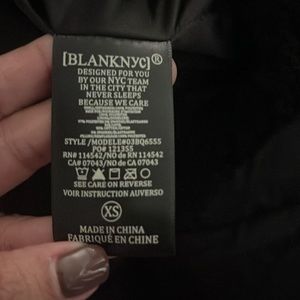 [BLANKNYC]®
DESIGNED FOR YOU
BY OUR NYC TEAM
IN THE CITY THAT
NEVER SLEEPS
BECAUSE WE CARE
STYLE/MODELE#03BQ6555
PO# 121355
RN# 114542/NO de RN 114542
CA# 07043/NO de CA 07043
SEE CARE ON REVERSE
VOIR INSTRUCTION AUVERSO
XS
MADE IN CHINA
FABRIQUÉ EN CHINE